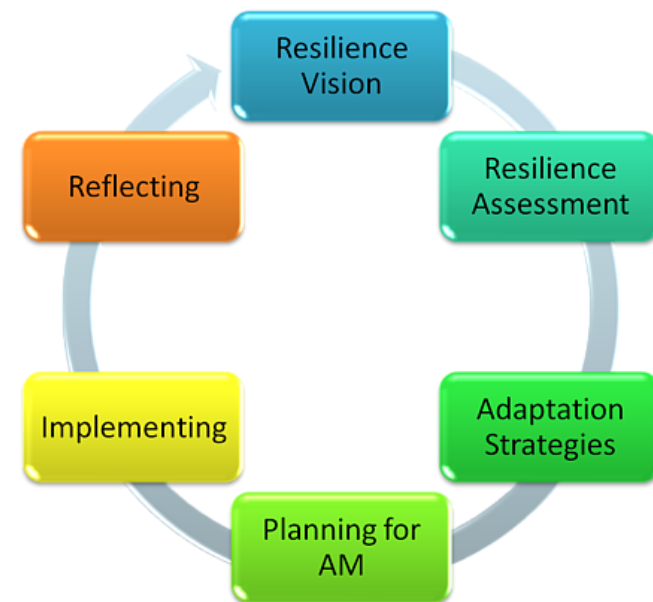 Resilience
Vision
Resilience
Assessment
Adaptation
Strategies
Planning for
AM
Implementing
Reflecting